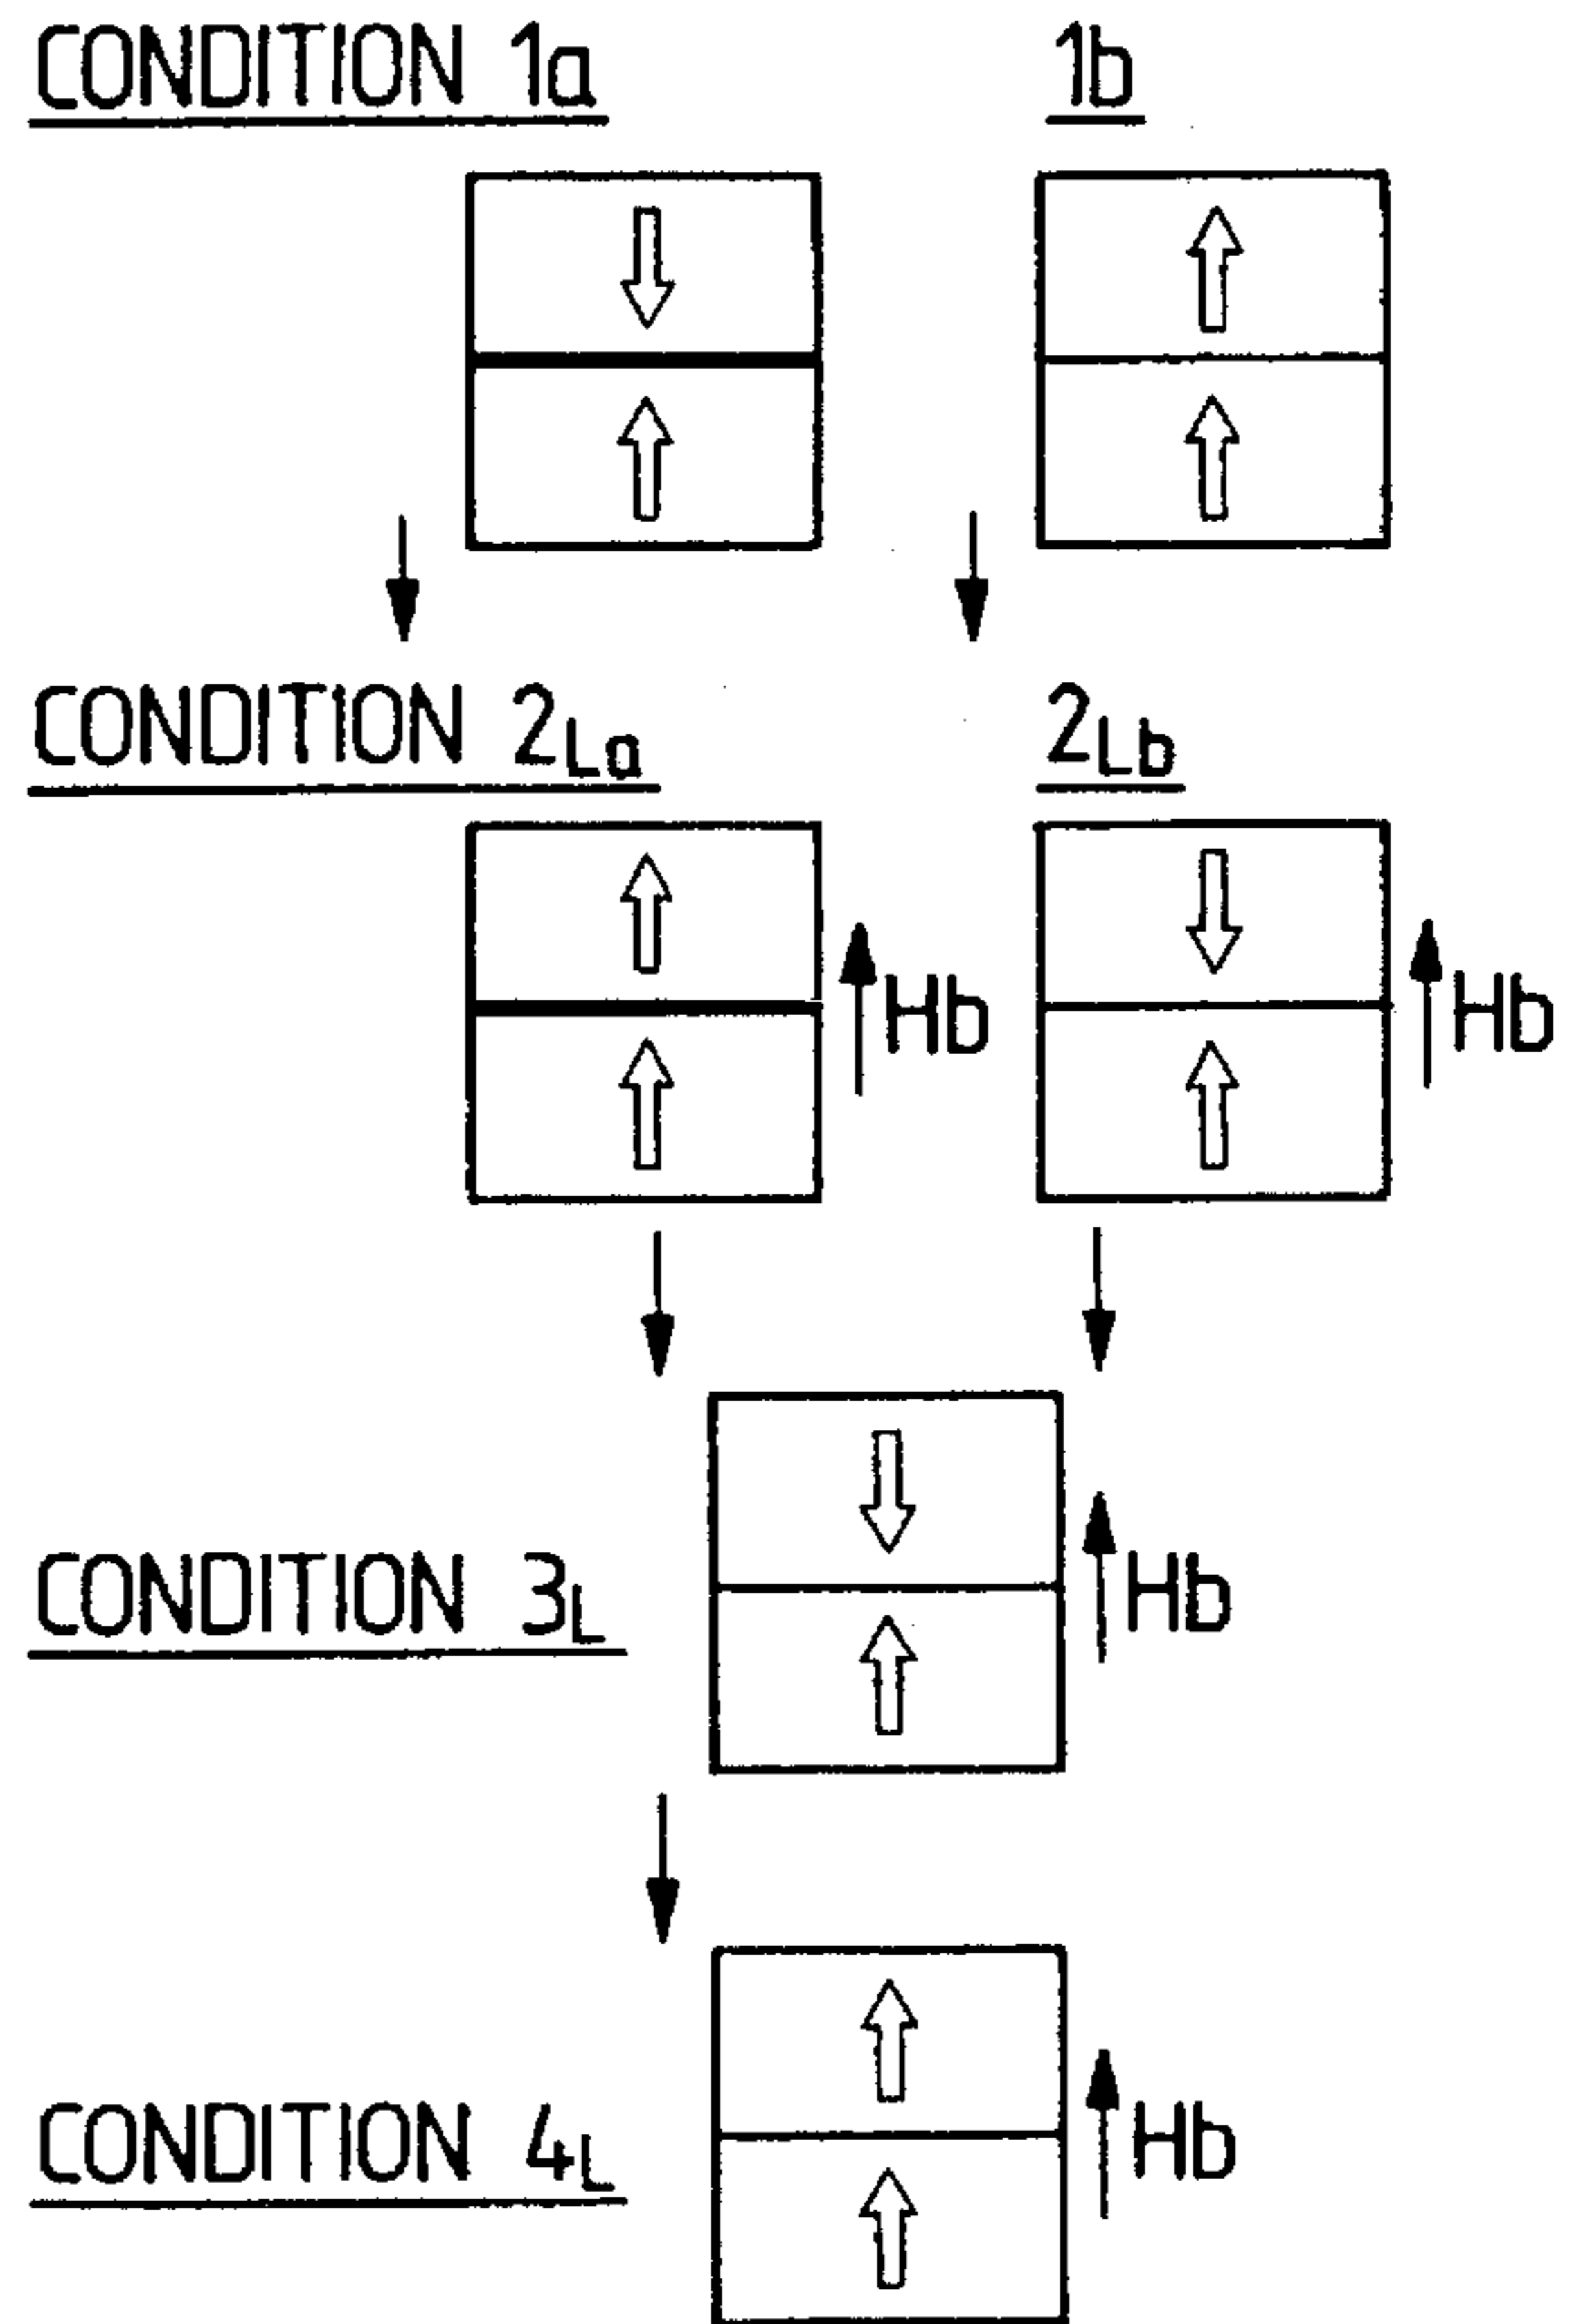 CONDITION 1a
1b
CONDITION 2La
2Lb
Hb
Hb
CONDITION 3L
Hb
CONDITION 4L
Hb